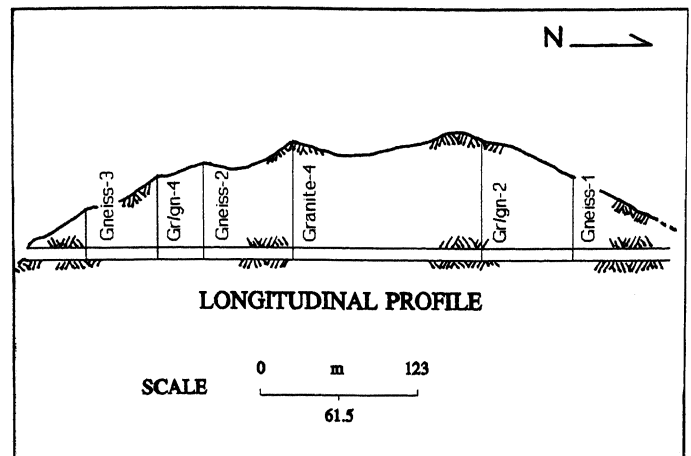 N
Gneiss-3
Gr/gn-4
Gneiss-2
Granite-4
Gr/gn-2
Gneiss-1
LONGITUDINAL PROFILE
0 m 123
SCALE
61.5